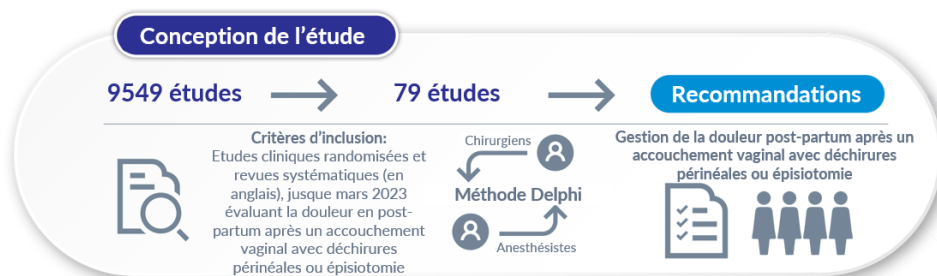 Conception de l'étude
9549 études
79 études
Recommandations
Critères d'inclusion:
Etudes cliniques randomisées et
revues systématiques (en
anglais), jusque mars 2023
évaluant la douleur en post-
partum après un accouchement
vaginal avec déchirures
périnéales ou épisiotomie
Chirurgiens
Méthode Delphi
Anesthésistes
Gestion de la douleur post-partum après un
accouchement vaginal avec déchirures
périnéales ou épisiotomie